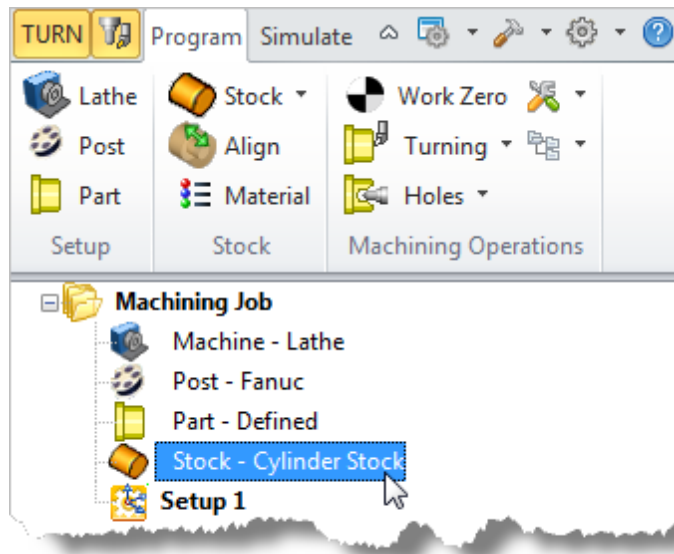 TURN Program Simulate
Lathe Stock Work Zero
Post Align Turning
Part Material Holes
Setup Stock Machining Operations
Machining Job
Machine - Lathe
Post - Fanuc
Part - Defined
Stock - Cylinder Stock
Setup 1